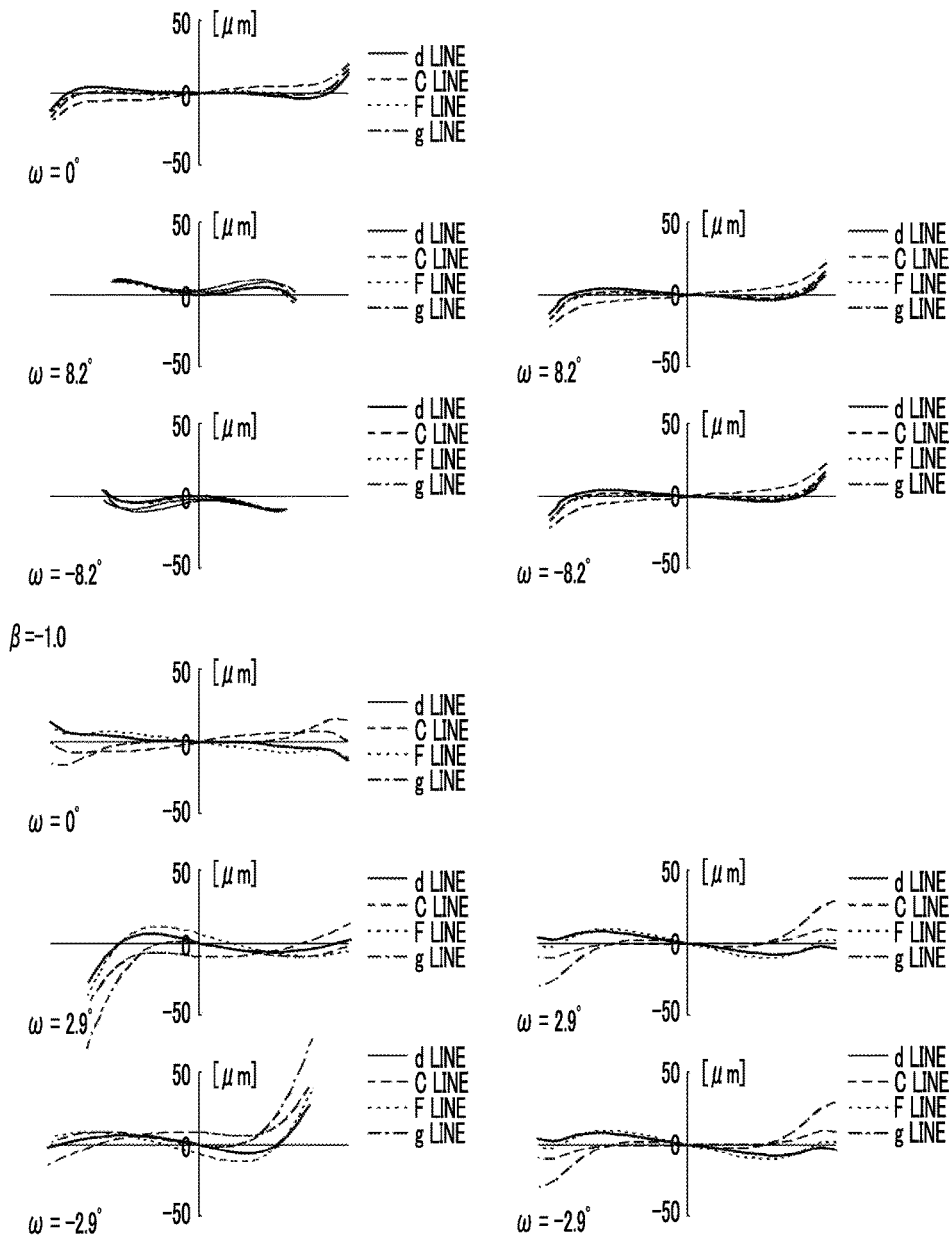 50 [μm]
d LINE
C LINE
F LINE
g LINE
0
-50
ω = 0°
50 [μm]
d LINE
C LINE
F LINE
g LINE
0
-50
ω = 8.2°
50 [μm]
d LINE
C LINE
F LINE
g LINE
0
-50
ω = 8.2°
50 [μm]
d LINE
C LINE
F LINE
g LINE
0
-50
ω = -8.2°
50 [μm]
d LINE
C LINE
F LINE
g LINE
0
-50
ω = -8.2°
β=-1.0
50 [μm]
d LINE
C LINE
F LINE
g LINE
0
-50
ω = 0°
50 [μm]
d LINE
C LINE
F LINE
g LINE
0
-50
ω = 2.9°
50 [μm]
d LINE
C LINE
F LINE
g LINE
0
-50
ω = 2.9°
50 [μm]
d LINE
C LINE
F LINE
g LINE
0
-50
ω = -2.9°
50 [μm]
d LINE
C LINE
F LINE
g LINE
0
-50
ω = -2.9°